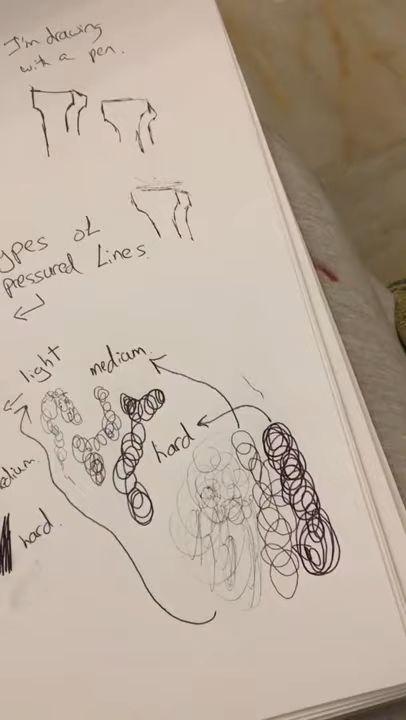 I'm drawing
with a pen.
ypes of
pressured Lines.
light
medium
hard
edium.
hard.